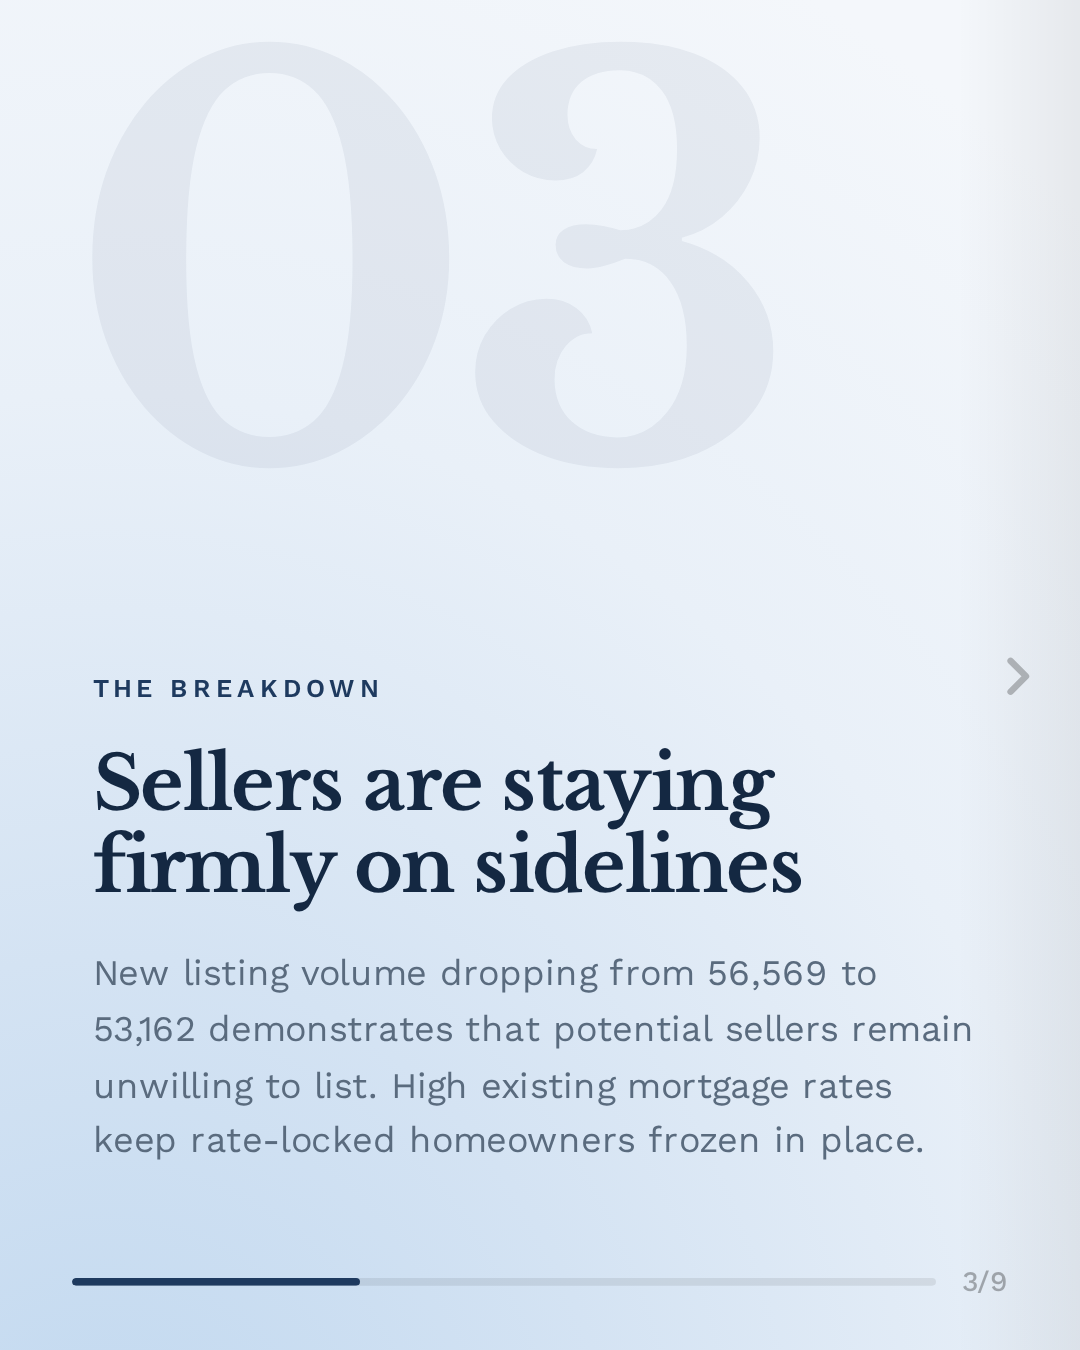 03
THE BREAKDOWN
Sellers are staying
firmly on sidelines
New listing volume dropping from 56,569 to
53,162 demonstrates that potential sellers remain
unwilling to list. High existing mortgage rates
keep rate-locked homeowners frozen in place.
3/9